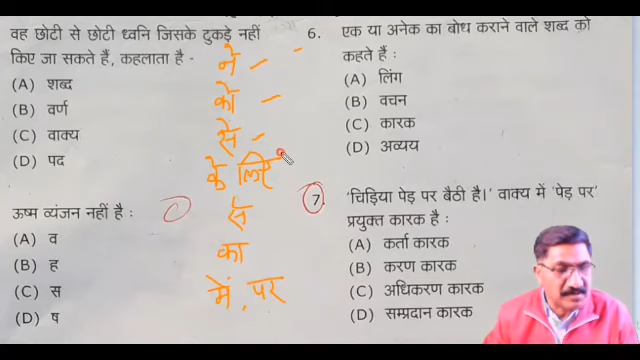 वह छोटी से छोटी ध्वनि जिसके टुकड़े नहीं
किए जा सकते हैं, कहलाता है -
(A) शब्द
(B) वर्ण
(C) वाक्य
(D) पद
ऊष्म व्यंजन नहीं है :
(A) व
(B) ह
(C) स
(D) ष
ने –
को –
से –
के लिए
से
का
में, पर
6. एक या अनेक का बोध कराने वाले शब्द को
कहते हैं :
(A) लिंग
(B) वचन
(C) कारक
(D) अव्यय
7. 'चिड़िया पेड़ पर बैठी है।' वाक्य में 'पेड़ पर'
प्रयुक्त कारक है :
(A) कर्ता कारक
(B) करण कारक
(C) अधिकरण कारक
(D) सम्प्रदान कारक